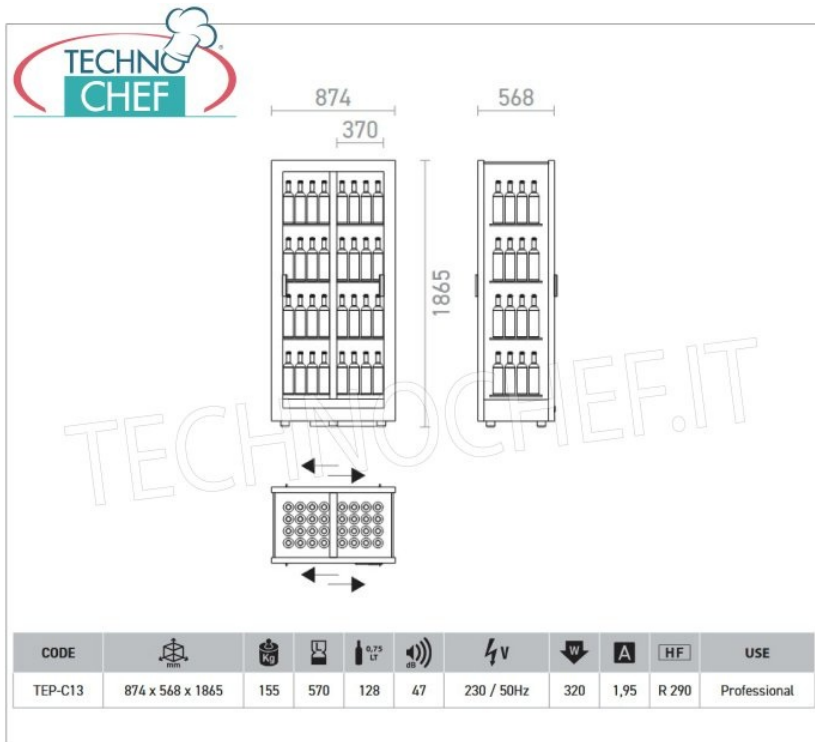 TECHNO
CHEF
®
874
568
370
1865
TECHNOCHEF.IT
CODE mm Kg L 0,75 LT dB V W A HF USE
TEP-C13 874 x 568 x 1865 155 570 128 47 230 / 50Hz 320 1,95 R 290 Professional